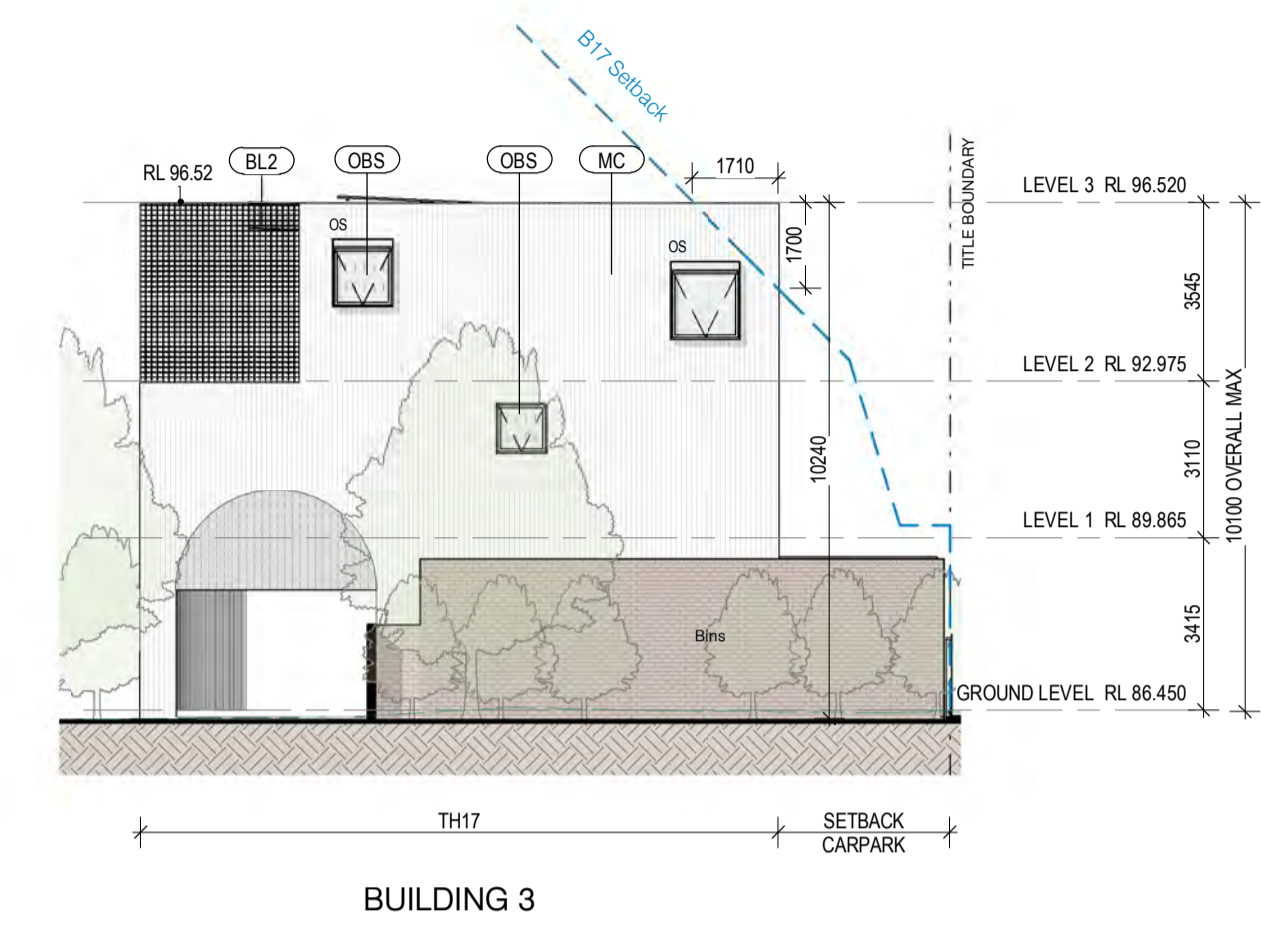 B17 Setback
RL 96.52
BL2
OBS
OBS
MC
1710
TITLE BOUNDARY
LEVEL 3 RL 96.520
OS
OS
1700
3545
LEVEL 2 RL 92.975
10240
3110
10100 OVERALL MAX
LEVEL 1 RL 89.865
3415
Bins
GROUND LEVEL RL 86.450
TH17
SETBACK
CARPARK
BUILDING 3